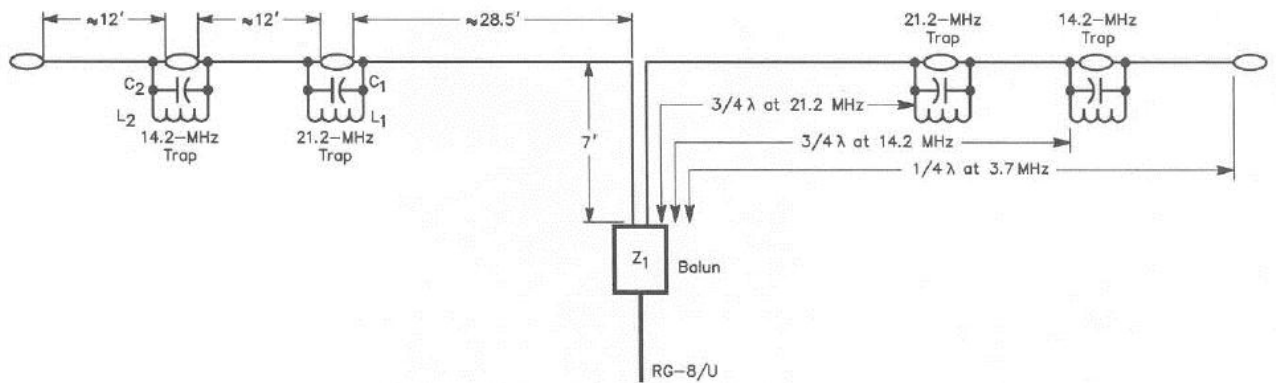 ≈12'
≈12'
≈28.5'
C2
L2
14.2–MHz
Trap
C1
L1
21.2–MHz
Trap
7'
21.2–MHz
Trap
14.2–MHz
Trap
3/4 λ at 21.2 MHz
3/4 λ at 14.2 MHz
1/4 λ at 3.7 MHz
Z1
Balun
RG–8/U